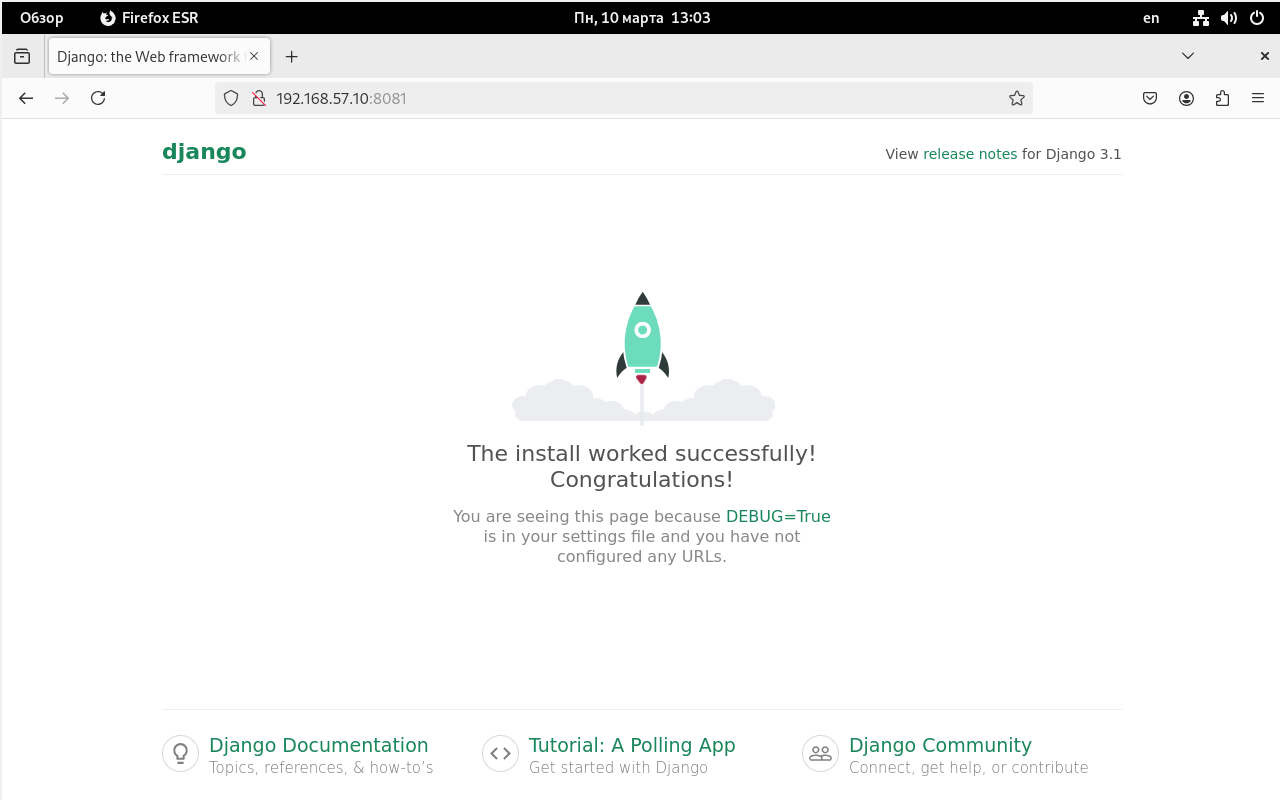 Обзор Firefox ESR Пн, 10 марта 13:03 en
Django: the Web framework
192.168.57.10:8081
django View release notes for Django 3.1
The install worked successfully!
Congratulations!
You are seeing this page because DEBUG=True
is in your settings file and you have not
configured any URLs.
Django Documentation
Topics, references, & how-to’s
Tutorial: A Polling App
Get started with Django
Django Community
Connect, get help, or contribute